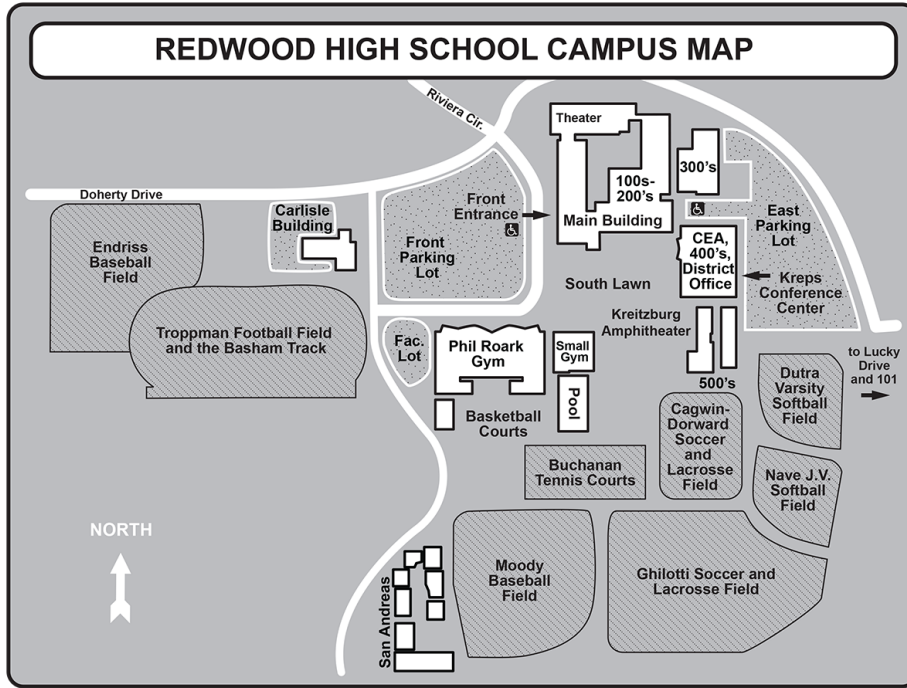 REDWOOD HIGH SCHOOL CAMPUS MAP
Riviera Cir.
Theater
300's
100s-
200's
Main Building
Doherty Drive
Front
Entrance
Carlisle
Building
East
Parking
Lot
Endriss
Baseball
Field
Front
Parking
Lot
CEA,
400's,
District
Office
South Lawn
Kreps
Conference
Center
Troppman Football Field
and the Basham Track
Kreitzburg
Amphitheater
Fac.
Lot
Phil Roark
Gym
Small
Gym
Pool
500's
to Lucky
Drive
and 101
Dutra
Varsity
Softball
Field
Basketball
Courts
Cagwin-
Dorward
Soccer
and
Lacrosse
Field
Buchanan
Tennis Courts
Nave J.V.
Softball
Field
NORTH
San Andreas
Moody
Baseball
Field
Ghilotti Soccer and
Lacrosse Field